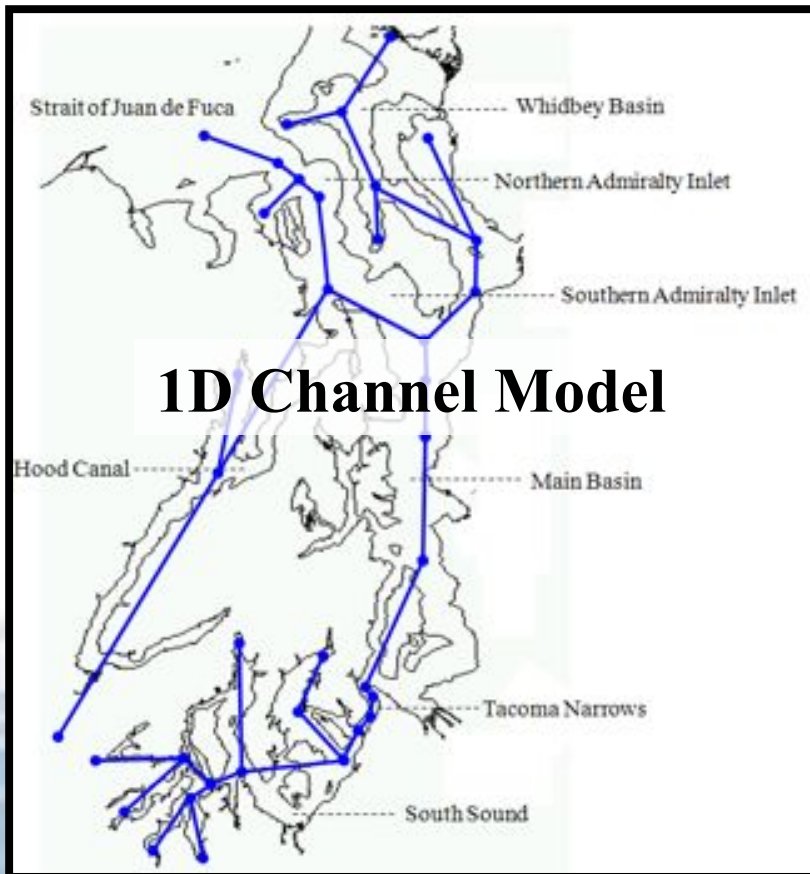 Strait of Juan de Fuca
Whidbey Basin
Northern Admiralty Inlet
Southern Admiralty Inlet
1D Channel Model
Hood Canal
Main Basin
Tacoma Narrows
South Sound